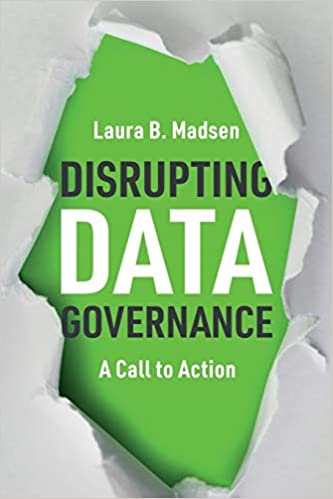 Laura B. Madsen
DISRUPTING
DATA
GOVERNANCE
A Call to Action